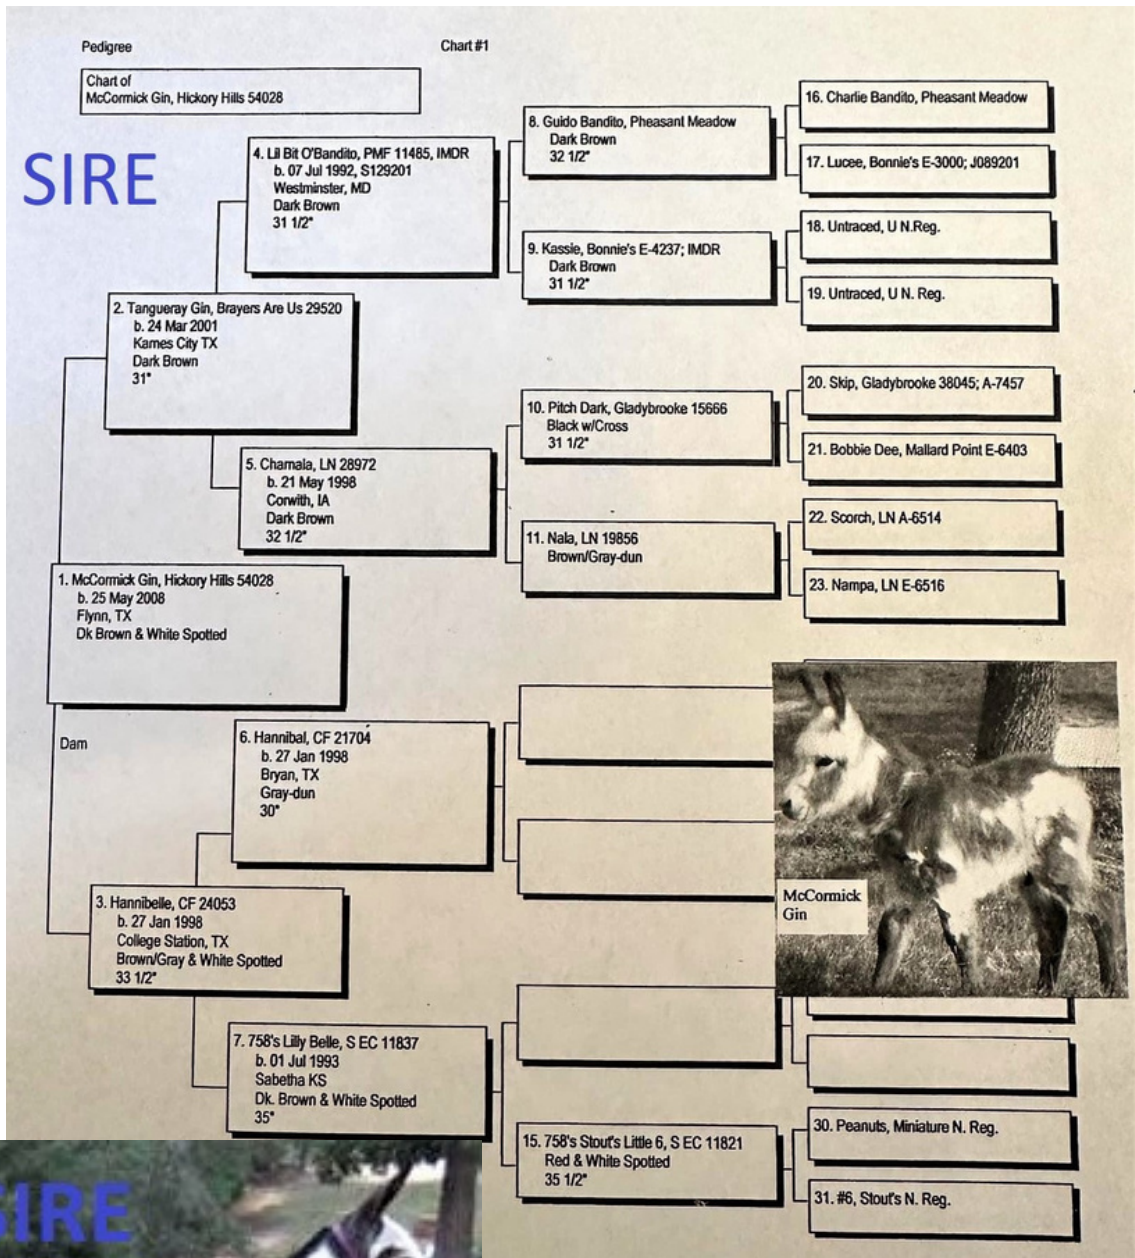 Pedigree
Chart #1
Chart of
McCormick Gin, Hickory Hills 54028
SIRE
4. Lil Bit O'Bandito, PMF 11485, IMDR
b. 07 Jul 1992, S129201
Westminster, MD
Dark Brown
31 1/2"
8. Guido Bandito, Pheasant Meadow
Dark Brown
32 1/2"
16. Charlie Bandito, Pheasant Meadow
17. Lucee, Bonnie's E-3000; J089201
9. Kassie, Bonnie's E-4237; IMDR
Dark Brown
31 1/2"
18. Untraced, U N.Reg.
19. Untraced, U N. Reg.
2. Tangueray Gin, Brayers Are Us 29520
b. 24 Mar 2001
Karnes City TX
Dark Brown
31"
10. Pitch Dark, Gladybrooke 15666
Black w/Cross
31 1/2"
20. Skip, Gladybrooke 38045; A-7457
21. Bobbie Dee, Mallard Point E-6403
5. Chamala, LN 28972
b. 21 May 1998
Corwith, IA
Dark Brown
32 1/2"
11. Nala, LN 19856
Brown/Gray-dun
22. Scorch, LN A-6514
23. Nampa, LN E-6516
1. McCormick Gin, Hickory Hills 54028
b. 25 May 2008
Flynn, TX
Dk Brown & White Spotted
Dam
6. Hannibal, CF 21704
b. 27 Jan 1998
Bryan, TX
Gray-dun
30"
McCormick
Gin
3. Hannibelle, CF 24053
b. 27 Jan 1998
College Station, TX
Brown/Gray & White Spotted
33 1/2"
7. 758's Lilly Belle, S EC 11837
b. 01 Jul 1993
Sabetha KS
Dk. Brown & White Spotted
35"
15. 758's Stout's Little 6, S EC 11821
Red & White Spotted
35 1/2"
30. Peanuts, Miniature N. Reg.
31. #6, Stout's N. Reg.
SIRE